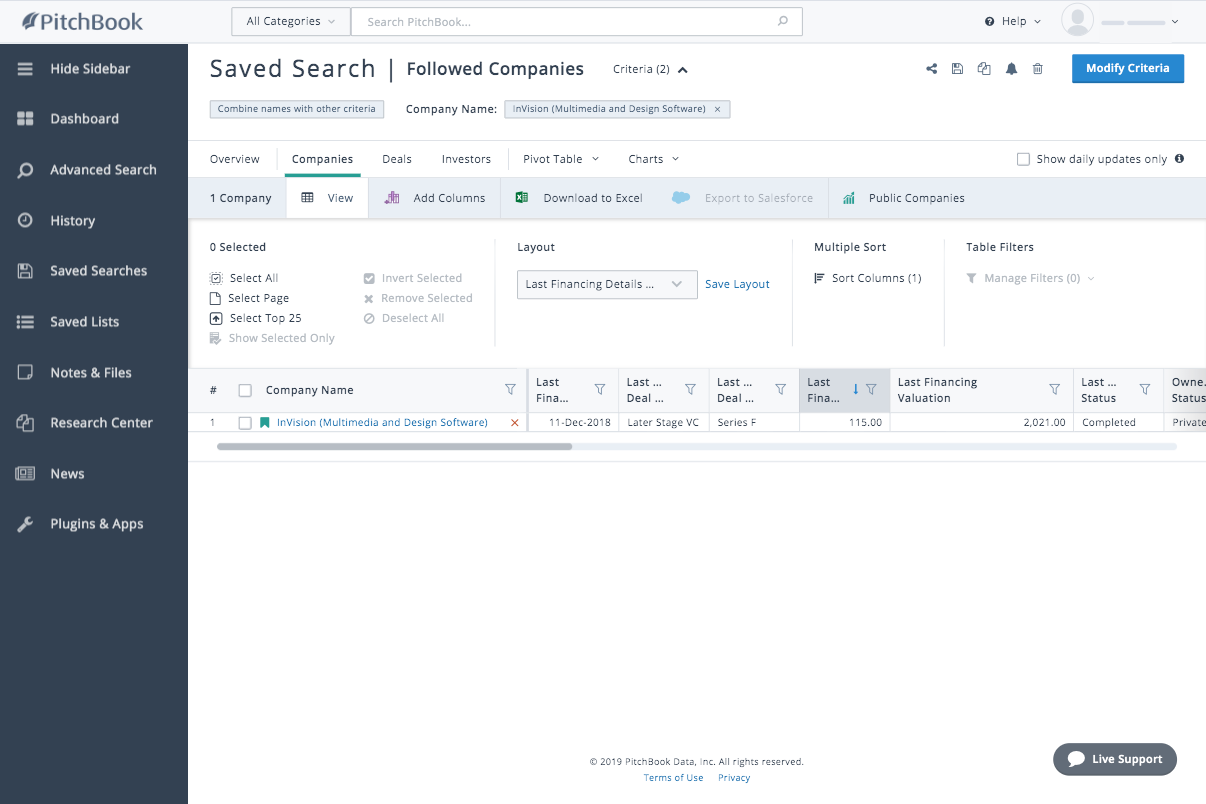 PitchBook
All Categories
Search PitchBook...
Help
Hide Sidebar
Dashboard
Advanced Search
History
Saved Searches
Saved Lists
Notes & Files
Research Center
News
Plugins & Apps
Saved Search | Followed Companies
Criteria (2)
Modify Criteria
Combine names with other criteria
Company Name:
InVision (Multimedia and Design Software) ×
Overview
Companies
Deals
Investors
Pivot Table
Charts
Show daily updates only
1 Company
View
Add Columns
Download to Excel
Export to Salesforce
Public Companies
0 Selected
Select All
Select Page
Select Top 25
Show Selected Only
Invert Selected
Remove Selected
Deselect All
Layout
Last Financing Details ...
Save Layout
Multiple Sort
Sort Columns (1)
Table Filters
Manage Filters (0)
#
Company Name
Last
Fina...
Last ...
Deal ...
Last ...
Deal ...
Last
Fina...
Last Financing
Valuation
Last ...
Status
Owne.
Status
1
InVision (Multimedia and Design Software)
11-Dec-2018
Later Stage VC
Series F
115.00
2,021.00
Completed
Private
© 2019 PitchBook Data, Inc. All rights reserved.
Terms of Use
Privacy
Live Support